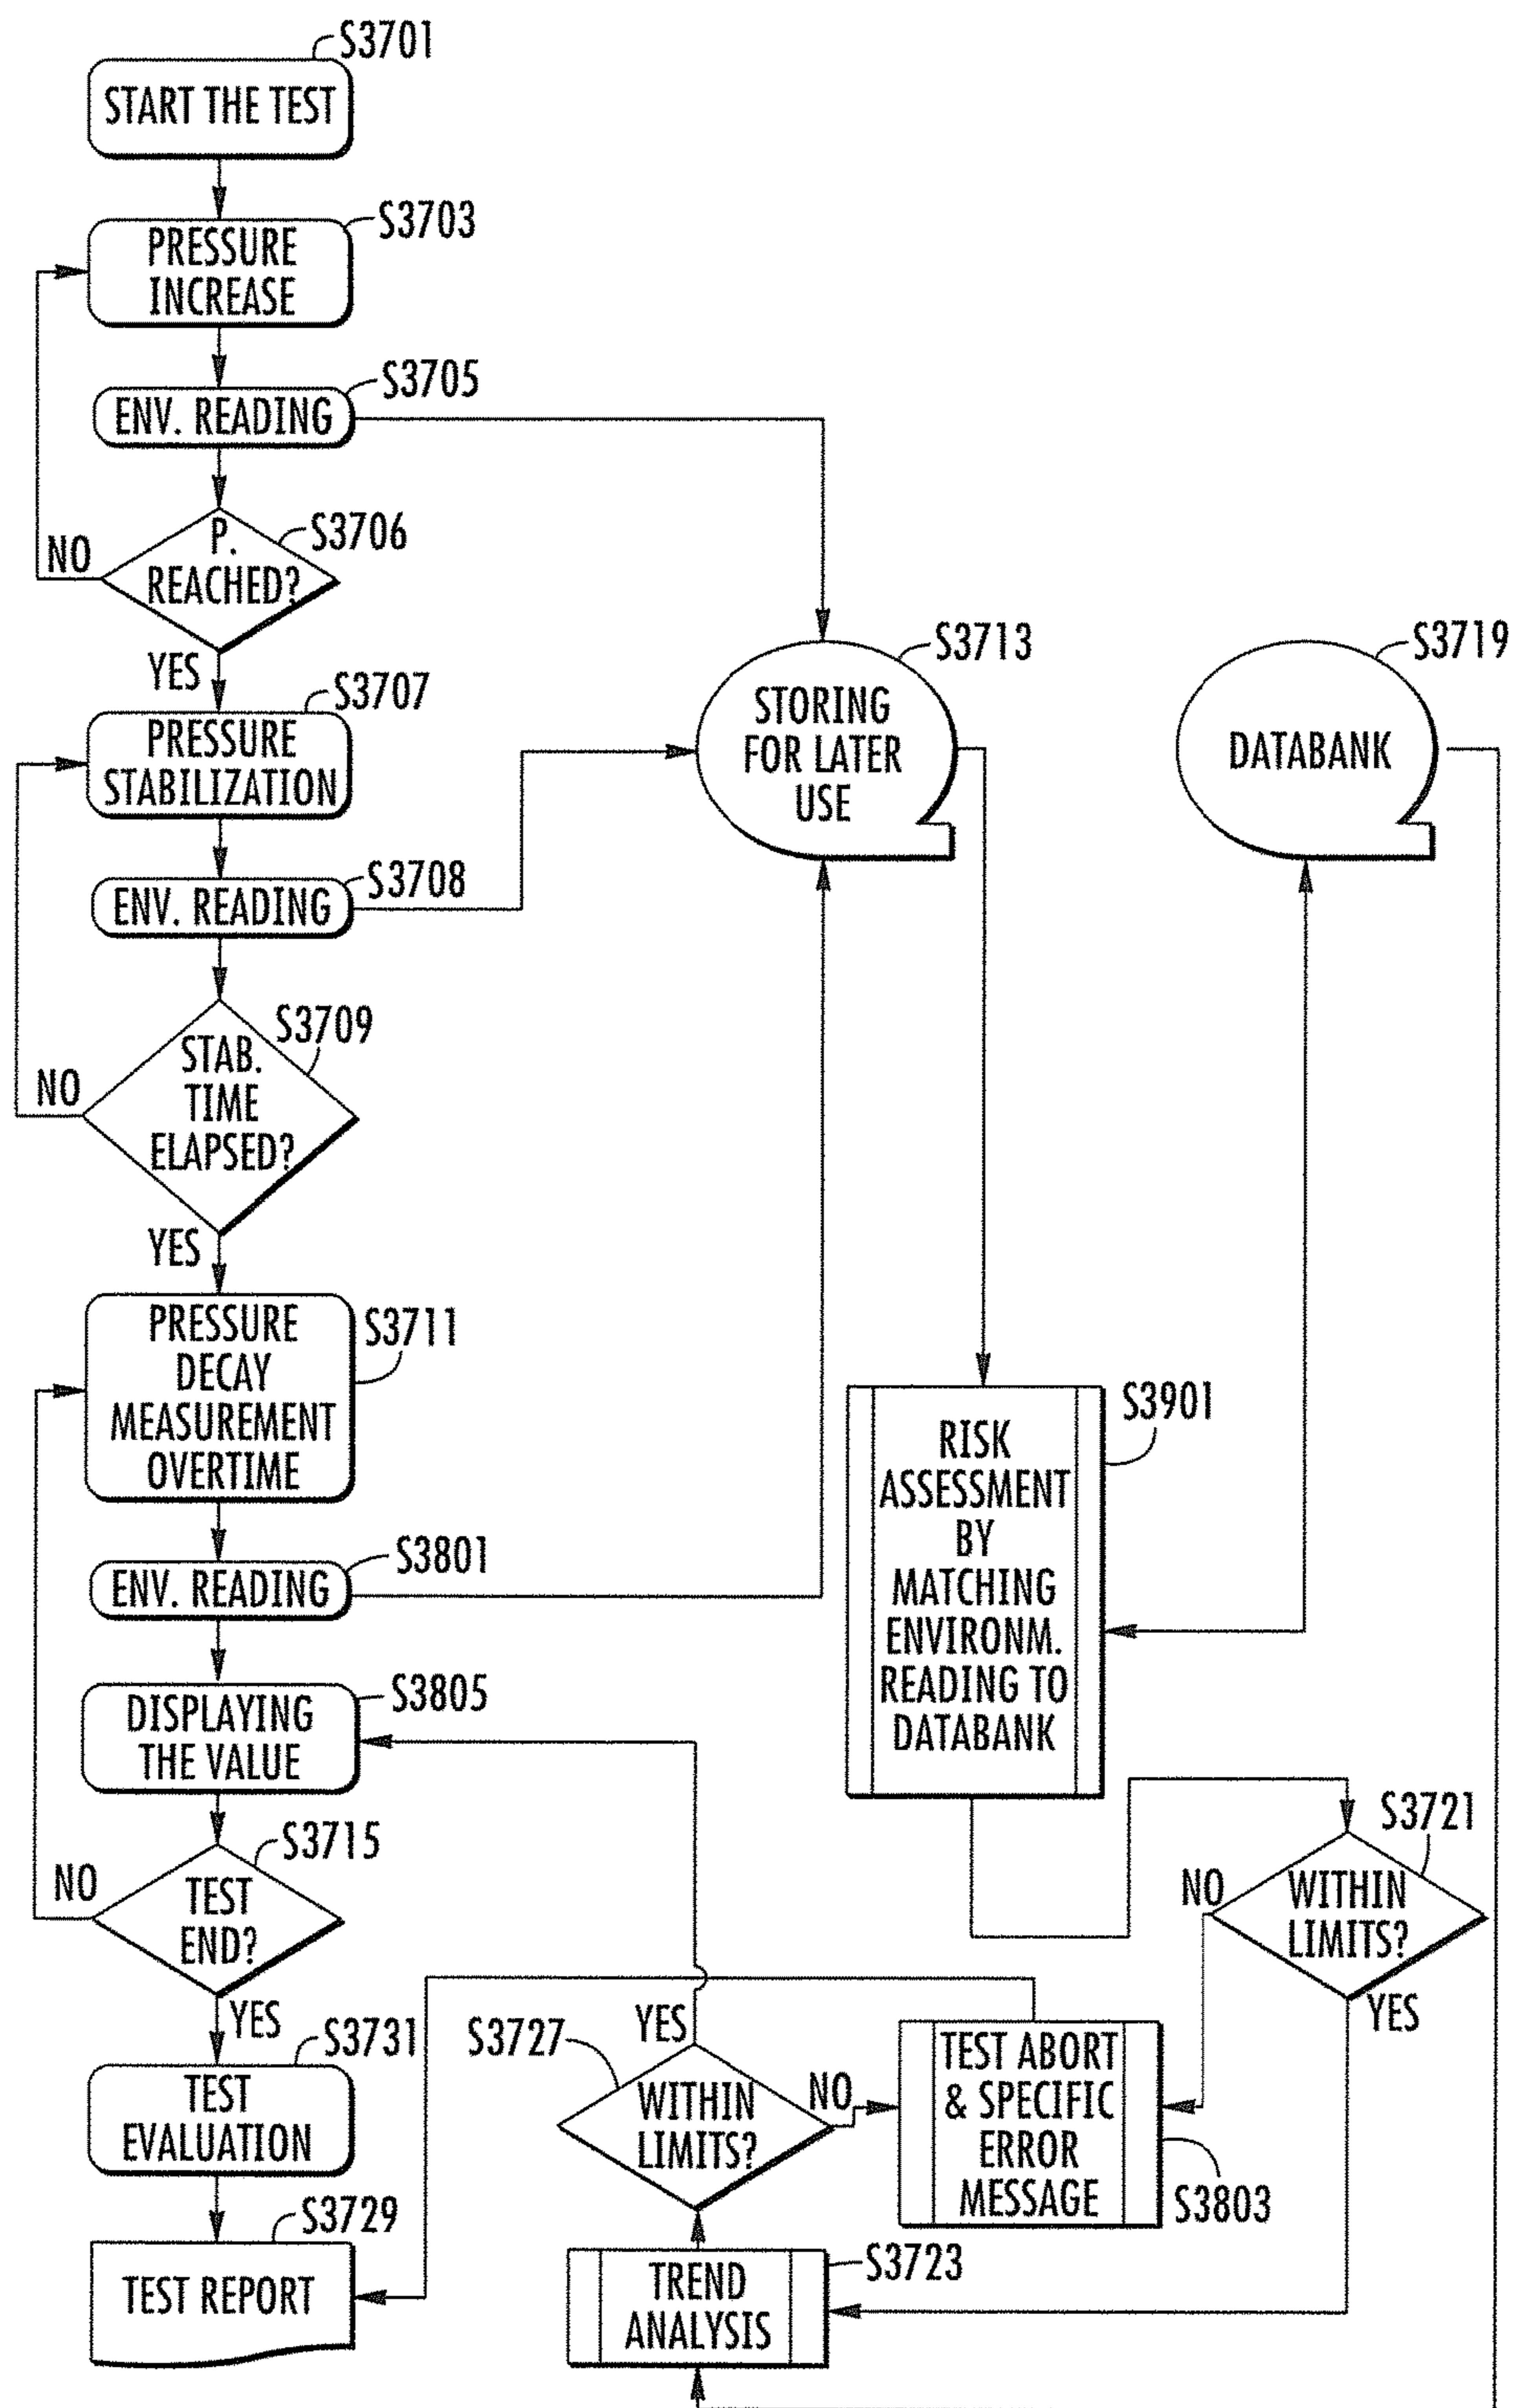 S3701
START THE TEST
S3703
PRESSURE
INCREASE
S3705
ENV. READING
S3706
P.
REACHED?
NO
YES
S3707
PRESSURE
STABILIZATION
S3708
ENV. READING
S3709
STAB.
TIME
ELAPSED?
NO
YES
S3711
PRESSURE
DECAY
MEASUREMENT
OVERTIME
S3801
ENV. READING
S3805
DISPLAYING
THE VALUE
S3715
TEST
END?
NO
YES
S3731
TEST
EVALUATION
S3729
TEST REPORT
S3713
STORING
FOR LATER
USE
S3719
DATABANK
S3901
RISK
ASSESSMENT
BY
MATCHING
ENVIRONM.
READING TO
DATABANK
S3721
WITHIN
LIMITS?
NO
YES
S3727
YES
WITHIN
LIMITS?
NO
TEST ABORT
& SPECIFIC
ERROR
MESSAGE
S3803
S3723
TREND
ANALYSIS